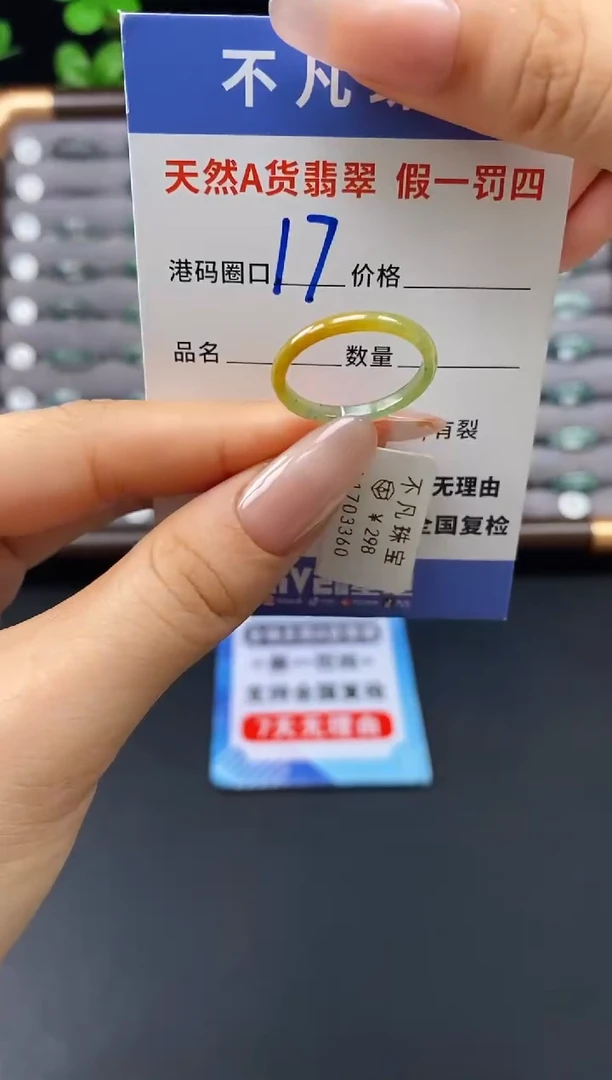 不凡
天然A货翡翠 假一罚四
港码圈口 17 价格
品名 数量
有裂
无理由
全国复检
不凡珠宝
¥298
1703360
7天无理由